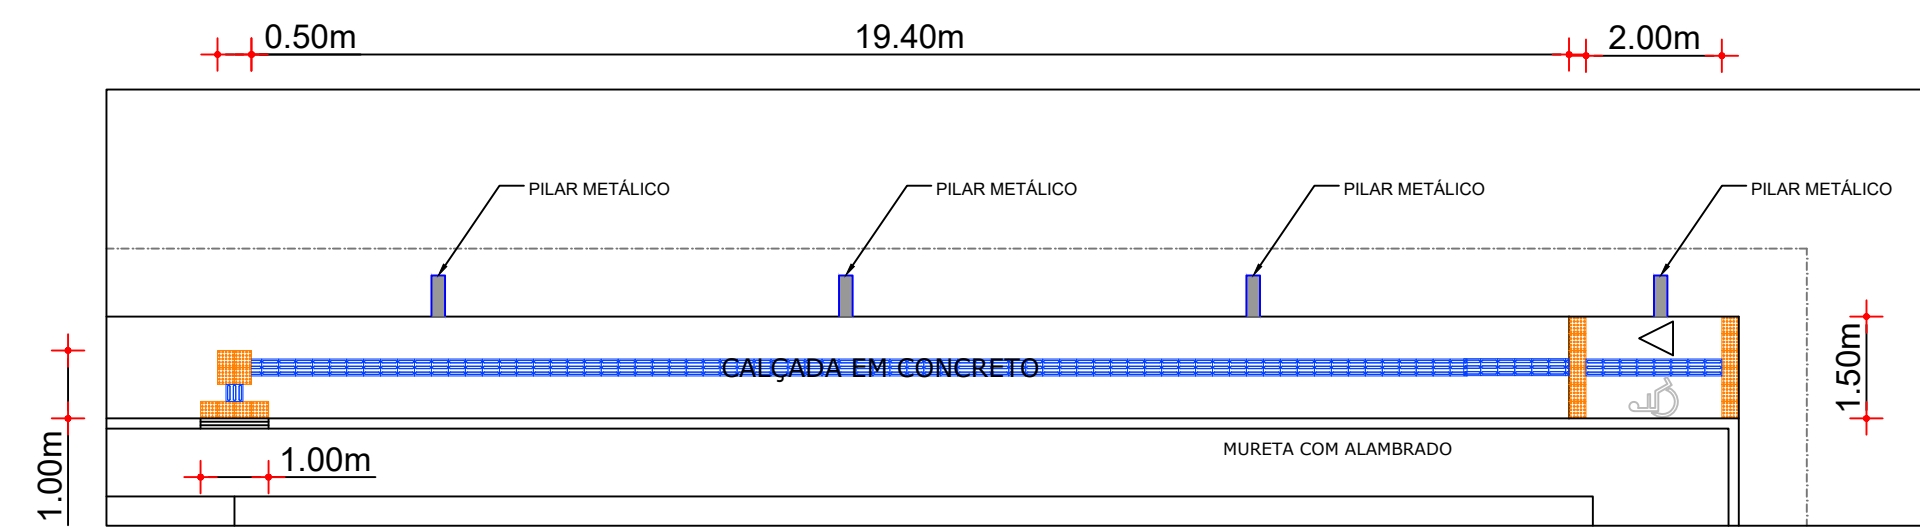 0.50m
19.40m
2.00m
PILAR METÁLICO
PILAR METÁLICO
PILAR METÁLICO
PILAR METÁLICO
CALÇADA EM CONCRETO
1.50m
MURETA COM ALAMBRADO
1.00m
1.00m